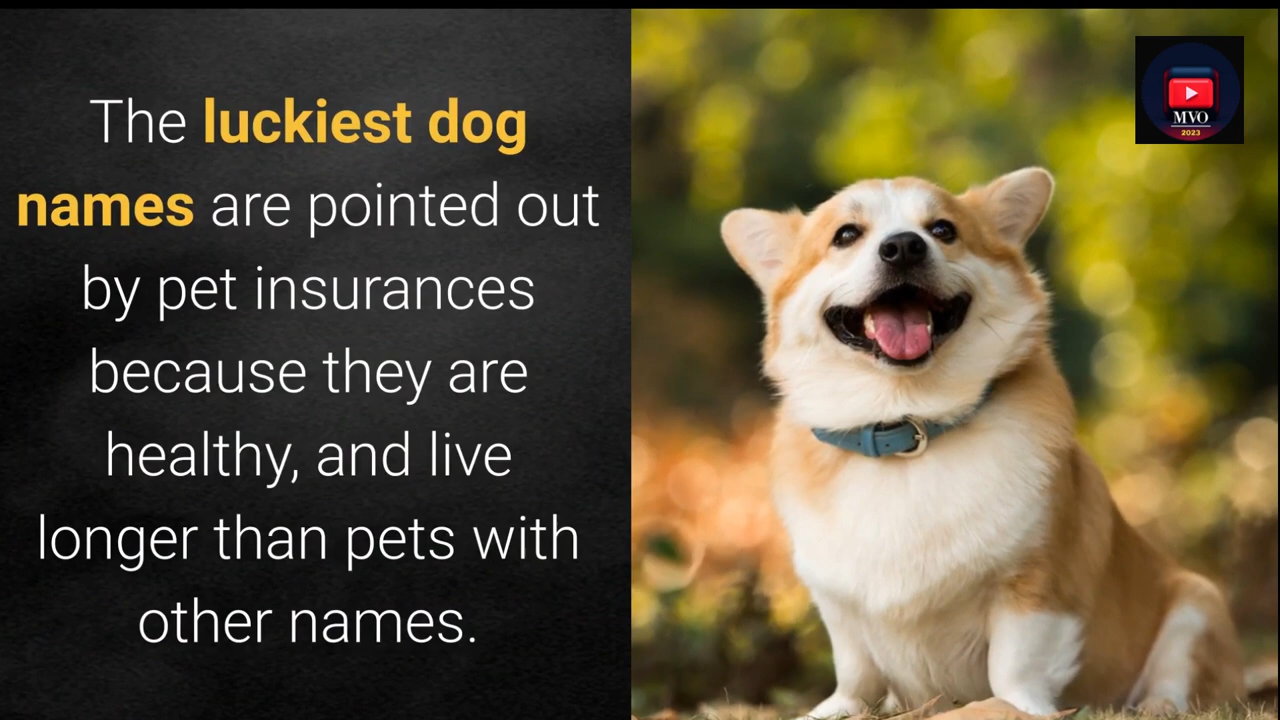 The luckiest dog
names are pointed out
by pet insurances
because they are
healthy, and live
longer than pets with
other names.
MVO
2023